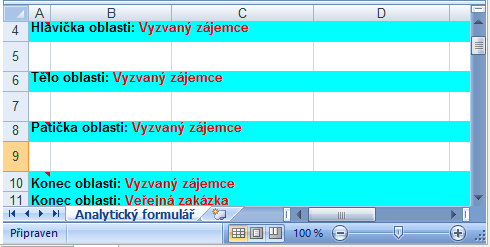 A B C D
4 Hlavička oblasti: Vyzvaný zájemce
5
6 Tělo oblasti: Vyzvaný zájemce
7
8 Patička oblasti: Vyzvaný zájemce
9
10 Konec oblasti: Vyzvaný zájemce
11 Konec oblasti: Veřejná zakázka
Analytický formulář
Připraven 100 %